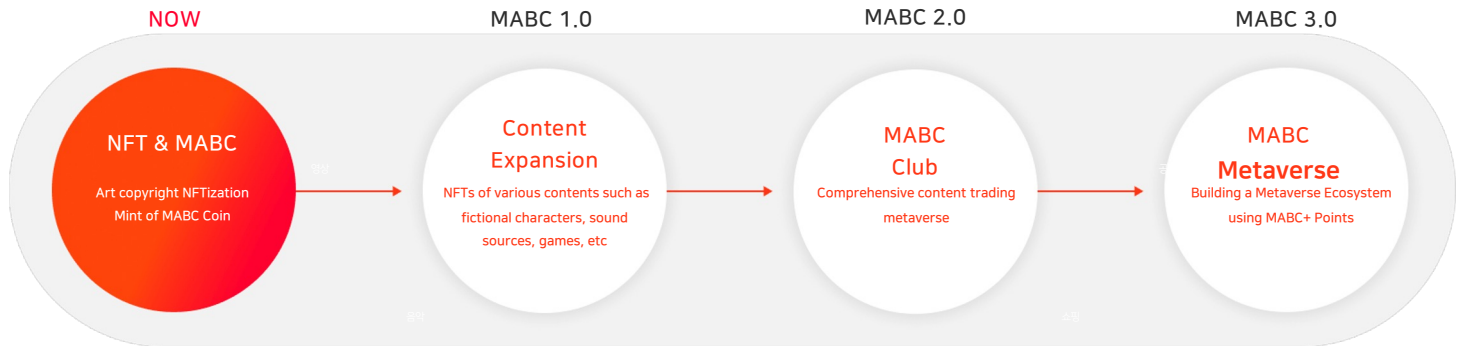 NOW
MABC 1.0
MABC 2.0
MABC 3.0
NFT & MABC
Art copyright NFTization
Mint of MABC Coin
Content
Expansion
NFTs of various contents such as
fictional characters, sound
sources, games, etc
MABC
Club
Comprehensive content trading
metaverse
MABC
Metaverse
Building a Metaverse Ecosystem
using MABC+ Points